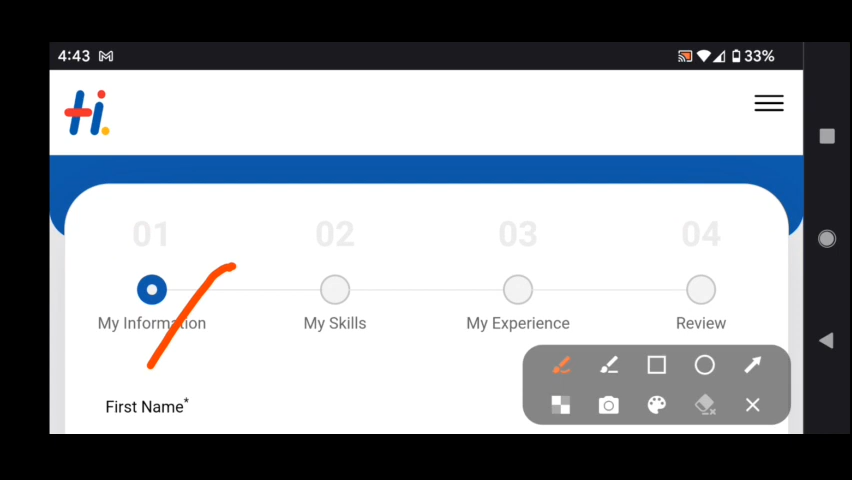 4:43 33%
Hi.
01 02 03 04
My Information My Skills My Experience Review
First Name*